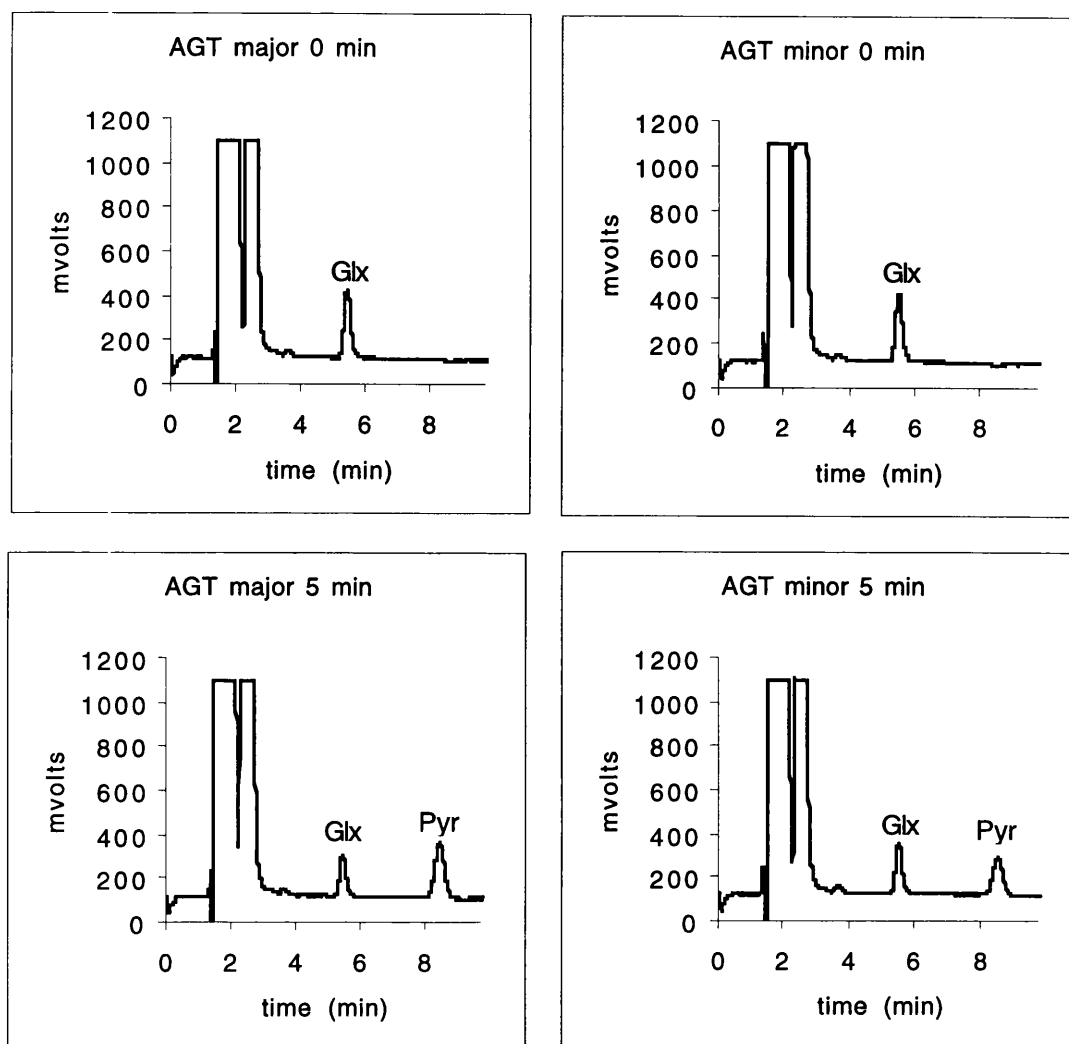 AGT major 0 min
1200
1000
800
600
400
200
0
mvolts
Glx
0 2 4 6 8
time (min)
AGT minor 0 min
1200
1000
800
600
400
200
0
mvolts
Glx
0 2 4 6 8
time (min)
AGT major 5 min
1200
1000
800
600
400
200
0
mvolts
Glx
Pyr
0 2 4 6 8
time (min)
AGT minor 5 min
1200
1000
800
600
400
200
0
mvolts
Glx
Pyr
0 2 4 6 8
time (min)